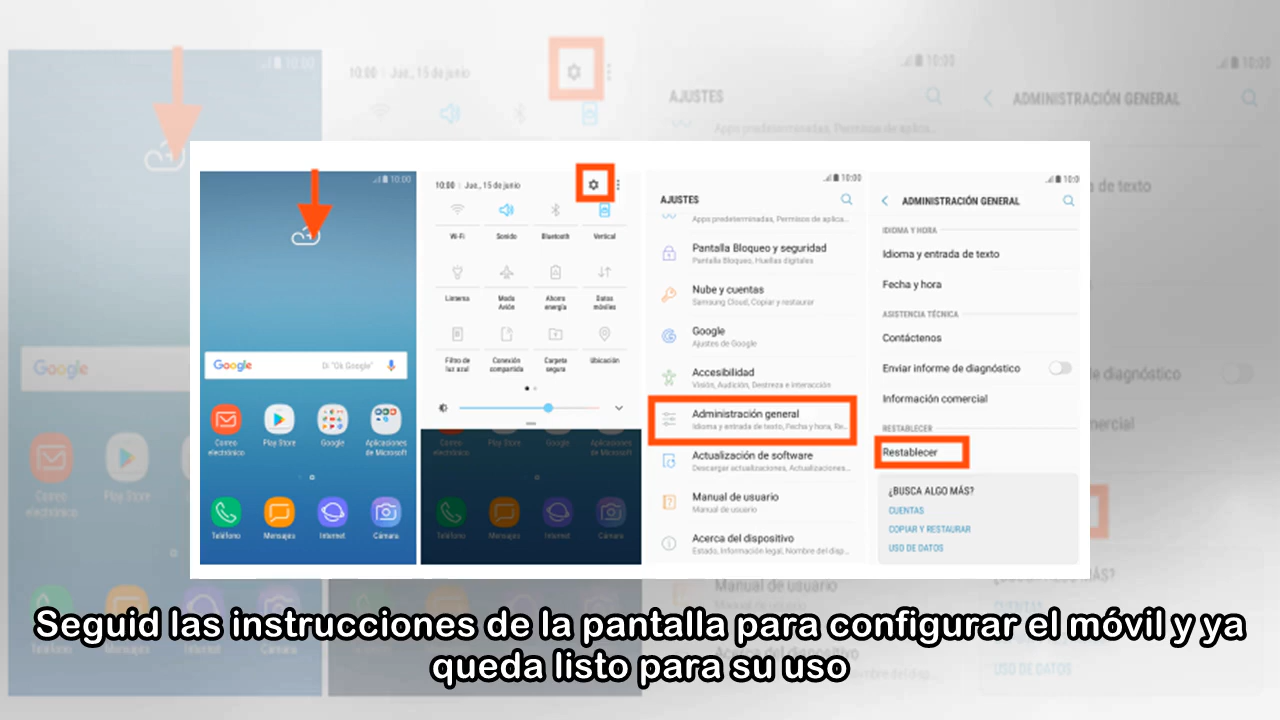 10:00
Google
Di "Ok Google"
Correo electrónico
Play Store
Google
Aplicaciones de Microsoft
Teléfono
Mensajes
Internet
Cámara
10:00 | Jue., 15 de junio
Wi-Fi
Sonido
Bluetooth
Vertical
Linterna
Modo Avión
Ahorro energía
Datos móviles
Filtro de luz azul
Conexión compartida
Carpeta segura
Ubicación
10:00
AJUSTES
Apps predeterminadas, Permisos de aplica...
Pantalla Bloqueo y seguridad
Pantalla Bloqueo, Huellas digitales
Nube y cuentas
Samsung Cloud, Copiar y restaurar
Google
Ajustes de Google
Accesibilidad
Visión, Audición, Destreza e interacción
Administración general
Idioma y entrada de texto, Fecha y hora, Re...
Actualización de software
Descargar actualizaciones, Actualizaciones...
Manual de usuario
Manual de usuario
Acerca del dispositivo
Estado, Información legal, Nombre del disp...
10:0
ADMINISTRACIÓN GENERAL
IDIOMA Y HORA
Idioma y entrada de texto
Fecha y hora
ASISTENCIA TÉCNICA
Contáctenos
Enviar informe de diagnóstico
Información comercial
RESTABLECER
Restablecer
¿BUSCA ALGO MÁS?
CUENTAS
COPIAR Y RESTAURAR
USO DE DATOS
Seguid las instrucciones de la pantalla para configurar el móvil y ya
queda listo para su uso